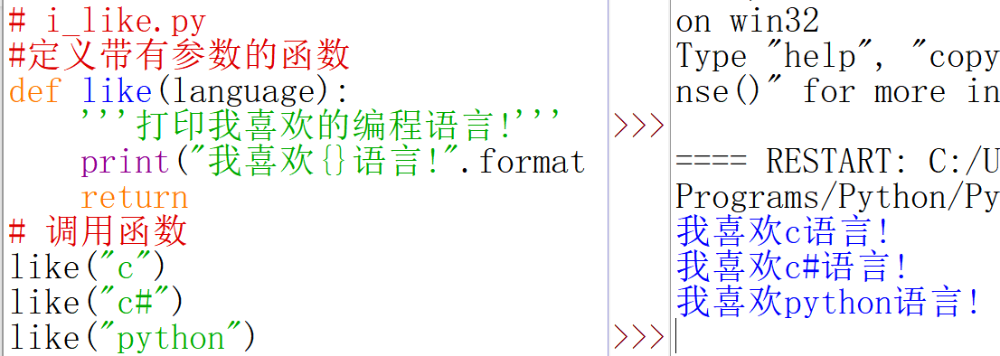 # i_like.py
#定义带有参数的函数
def like(language):
    '''打印我喜欢的编程语言!'''
    print("我喜欢{}语言!".format
    return
# 调用函数
like("c")
like("c#")
like("python")
on win32
Type "help", "copy
nse()" for more in
>>>
==== RESTART: C:/U
Programs/Python/Py
我喜欢c语言!
我喜欢c#语言!
我喜欢python语言!
>>>